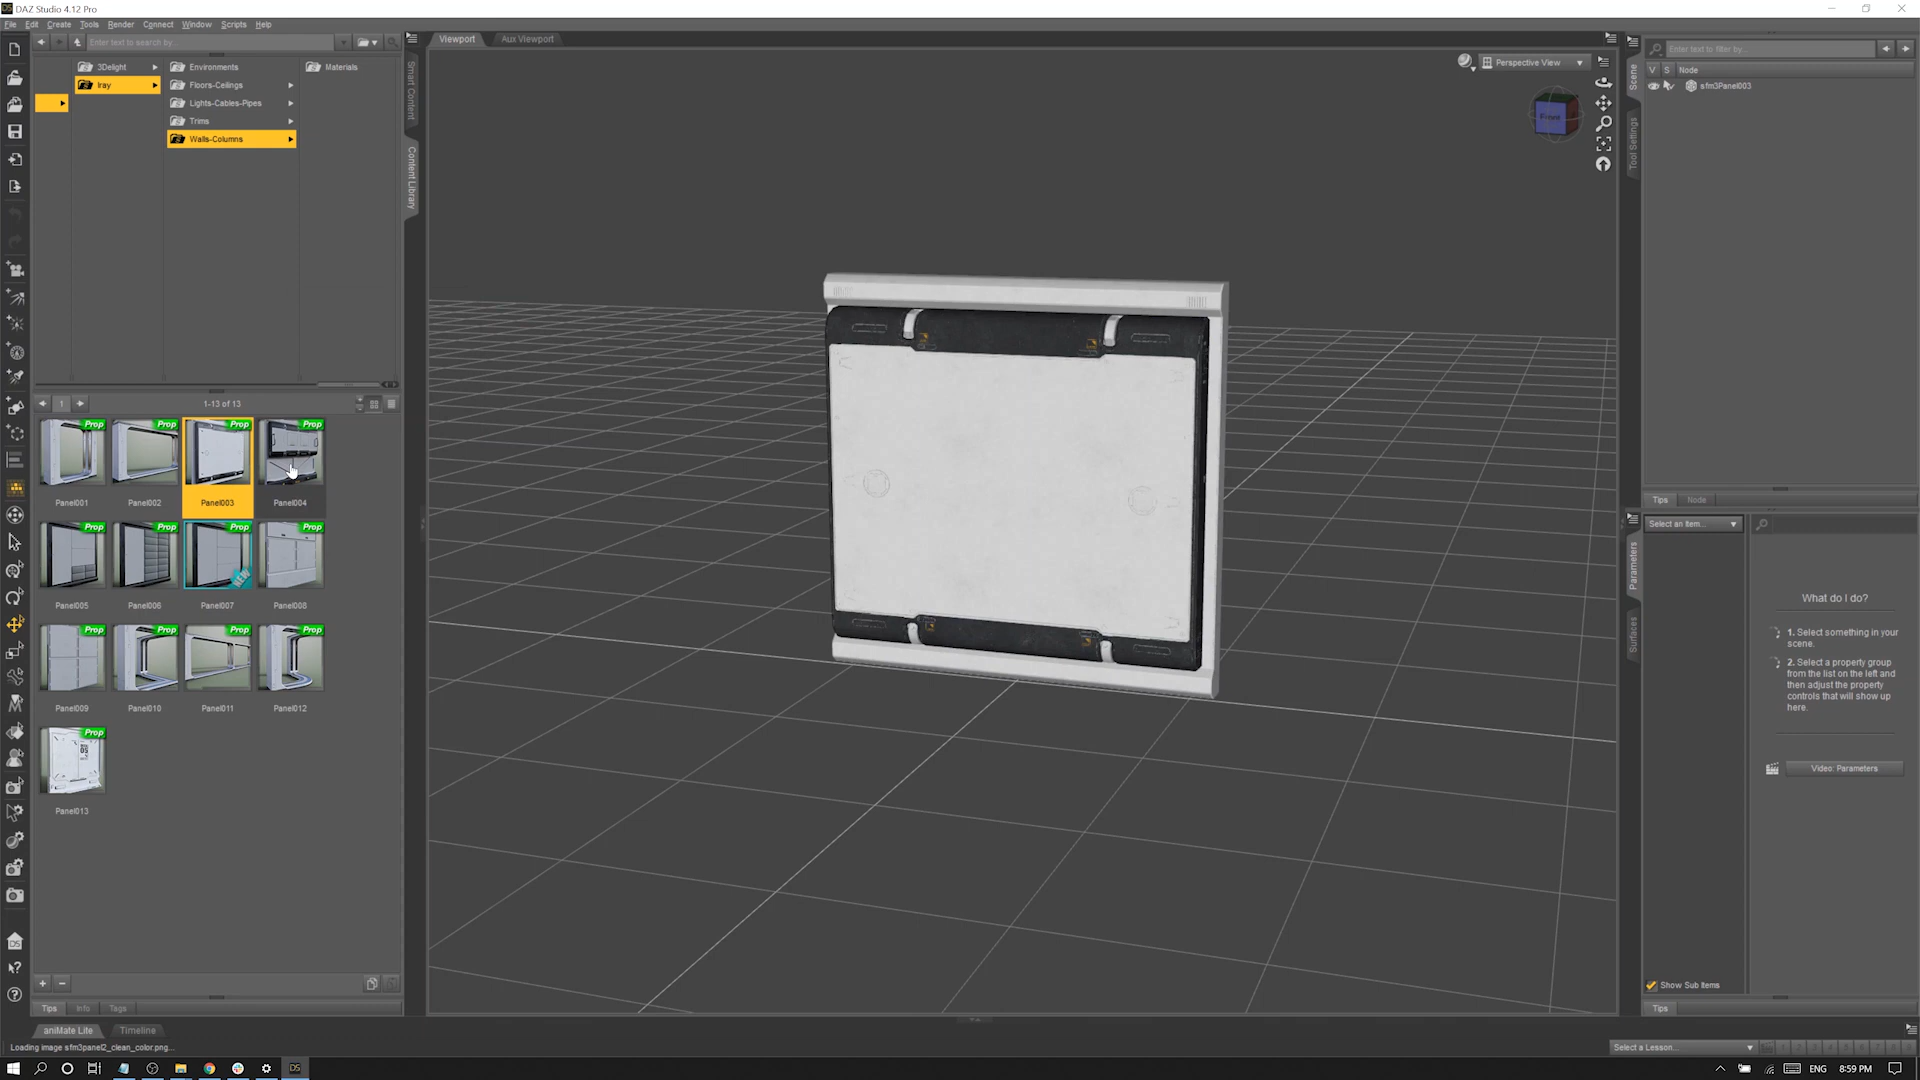 DAZ Studio 4.12 Pro
File Edit Create Tools Render Connect Window Scripts Help
Enter text to search by...
3Delight
Iray
Environments
Floors-Ceilings
Lights-Cables-Pipes
Trims
Walls-Columns
Materials
Smart Content
Content Library
1
1-13 of 13
Prop Prop Prop Prop
Panel001 Panel002 Panel003 Panel004
Prop Prop Prop Prop
NEW
Panel005 Panel006 Panel007 Panel008
Prop Prop Prop Prop
Panel009 Panel010 Panel011 Panel012
Prop
Panel013
Tips Info Tags
aniMate Lite Timeline
Loading image sfm3panel2_clean_color.png...
Viewport Aux Viewport
Perspective View
Front
Enter text to filter by...
V S Node
sfm3Panel003
Scene
Tool Settings
Tips Node
Select an Item...
Parameters
Surfaces
What do I do?
1. Select something in your
scene.
2. Select a property group
from the list on the left and
then adjust the property
controls that will show up
here.
Video: Parameters
Show Sub Items
Tips
Select a Lesson...
ENG 8:59 PM